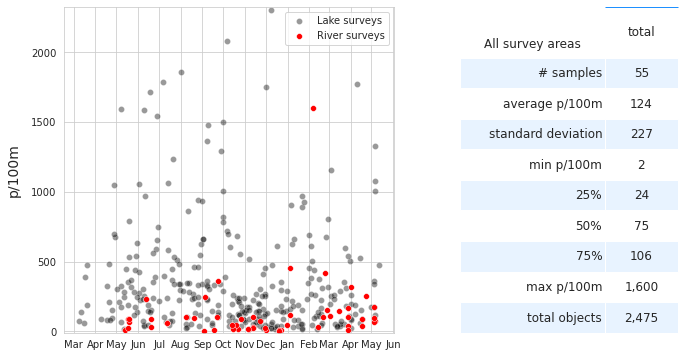 Lake surveys
River surveys
p/100m
2000
1500
1000
500
0
Mar Apr May Jun Jul Aug Sep Oct Nov Dec Jan Feb Mar Apr May Jun
All survey areas total
# samples 55
average p/100m 124
standard deviation 227
min p/100m 2
25% 24
50% 75
75% 106
max p/100m 1,600
total objects 2,475